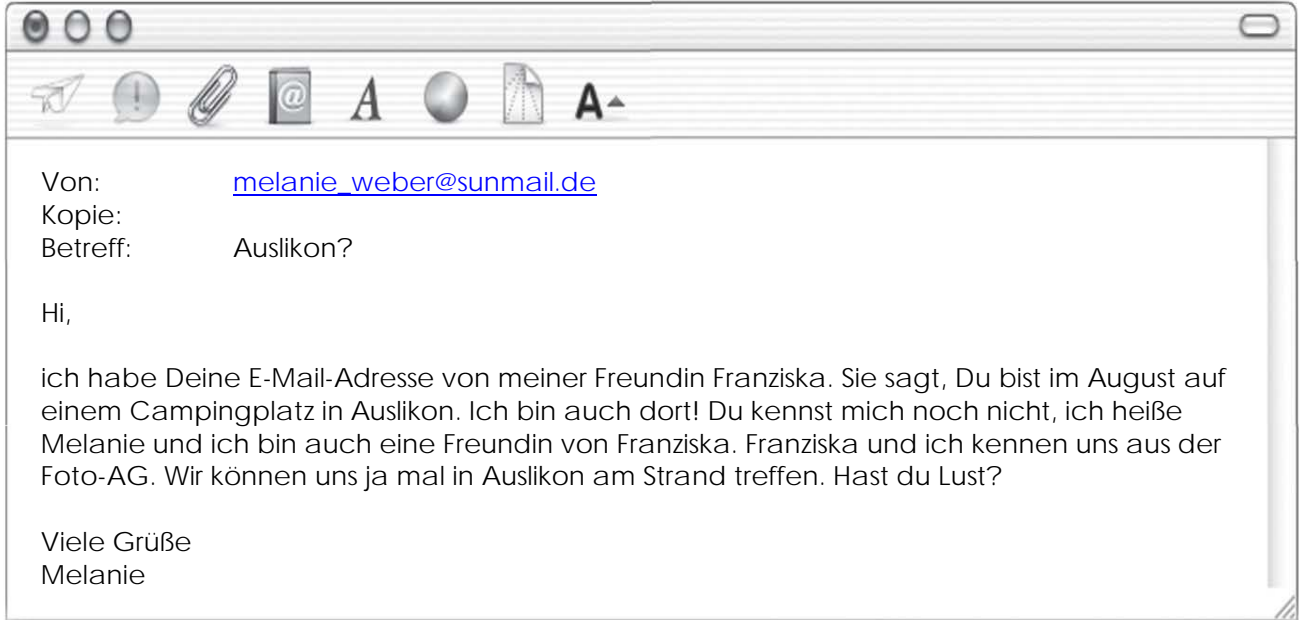 Von: melanie_weber@sunmail.de
Kopie:
Betreff: Auslikon?
Hi,
ich habe Deine E-Mail-Adresse von meiner Freundin Franziska. Sie sagt, Du bist im August auf
einem Campingplatz in Auslikon. Ich bin auch dort! Du kennst mich noch nicht, ich heiße
Melanie und ich bin auch eine Freundin von Franziska. Franziska und ich kennen uns aus der
Foto-AG. Wir können uns ja mal in Auslikon am Strand treffen. Hast du Lust?
Viele Grüße
Melanie